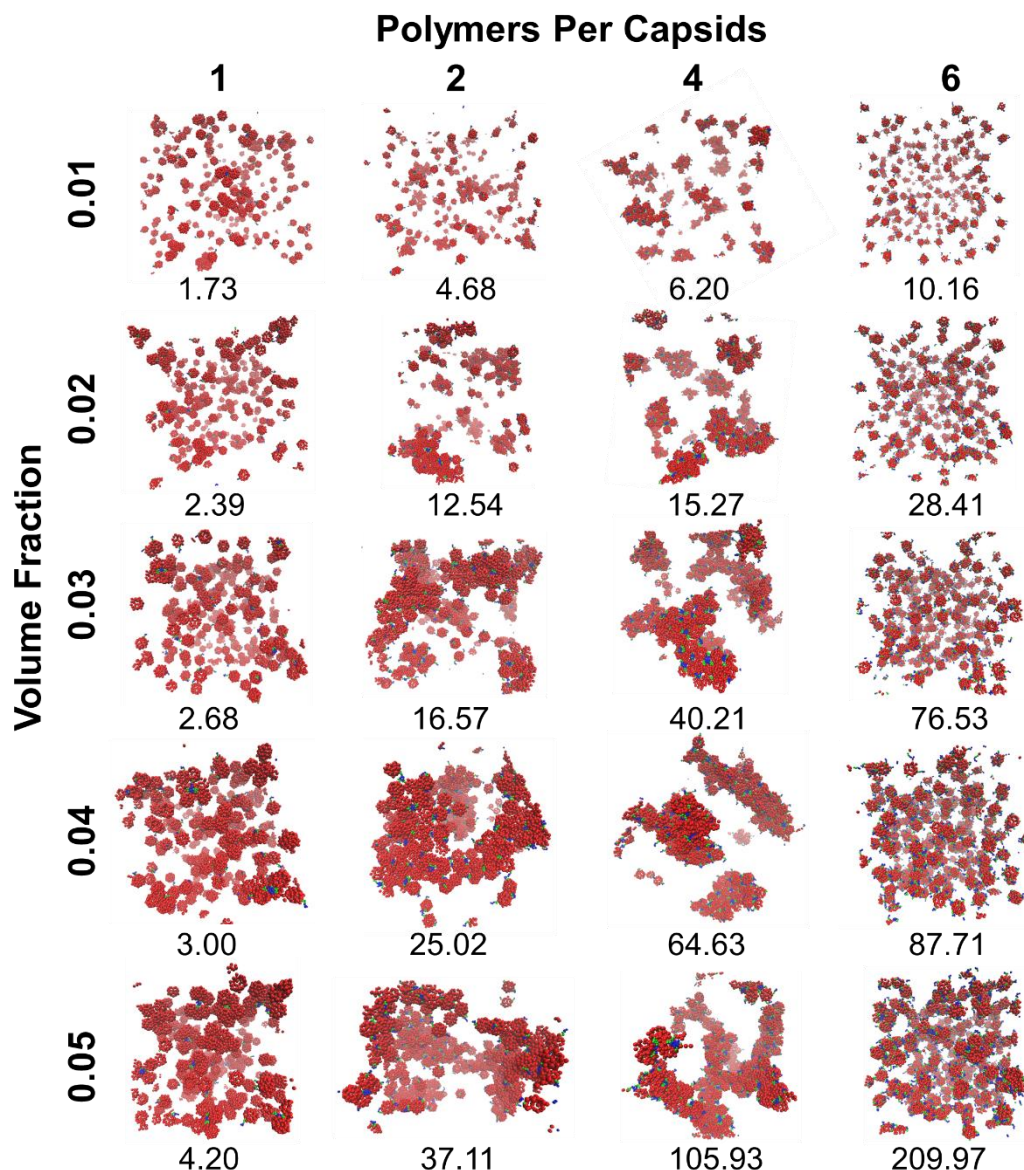 Polymers Per Capsids
1 2 4 6
0.01
1.73 4.68 6.20 10.16
0.02
2.39 12.54 15.27 28.41
Volume Fraction
0.03
2.68 16.57 40.21 76.53
0.04
3.00 25.02 64.63 87.71
0.05
4.20 37.11 105.93 209.97